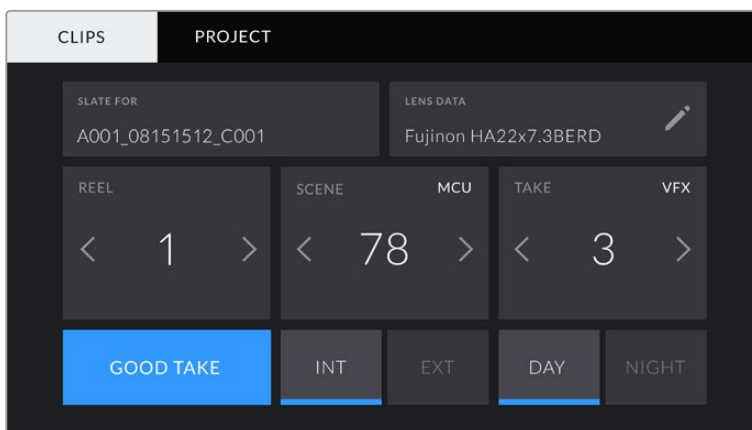 CLIPS PROJECT
SLATE FOR LENS DATA
A001_08151512_C001 Fujinon HA22x7.3BERD
REEL SCENE MCU TAKE VFX
1 78 3
GOOD TAKE INT EXT DAY NIGHT